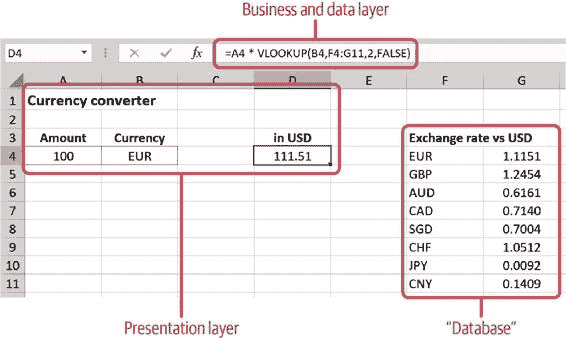 Business and data layer
D4 fx =A4 * VLOOKUP(B4,F4:G11,2,FALSE)
A B C D E F G
1 Currency converter
2
3 Amount Currency in USD Exchange rate vs USD
4 100 EUR 111.51 EUR 1.1151
5 GBP 1.2454
6 AUD 0.6161
7 CAD 0.7140
8 SGD 0.7004
9 CHF 1.0512
10 JPY 0.0092
11 CNY 0.1409
Presentation layer “Database”